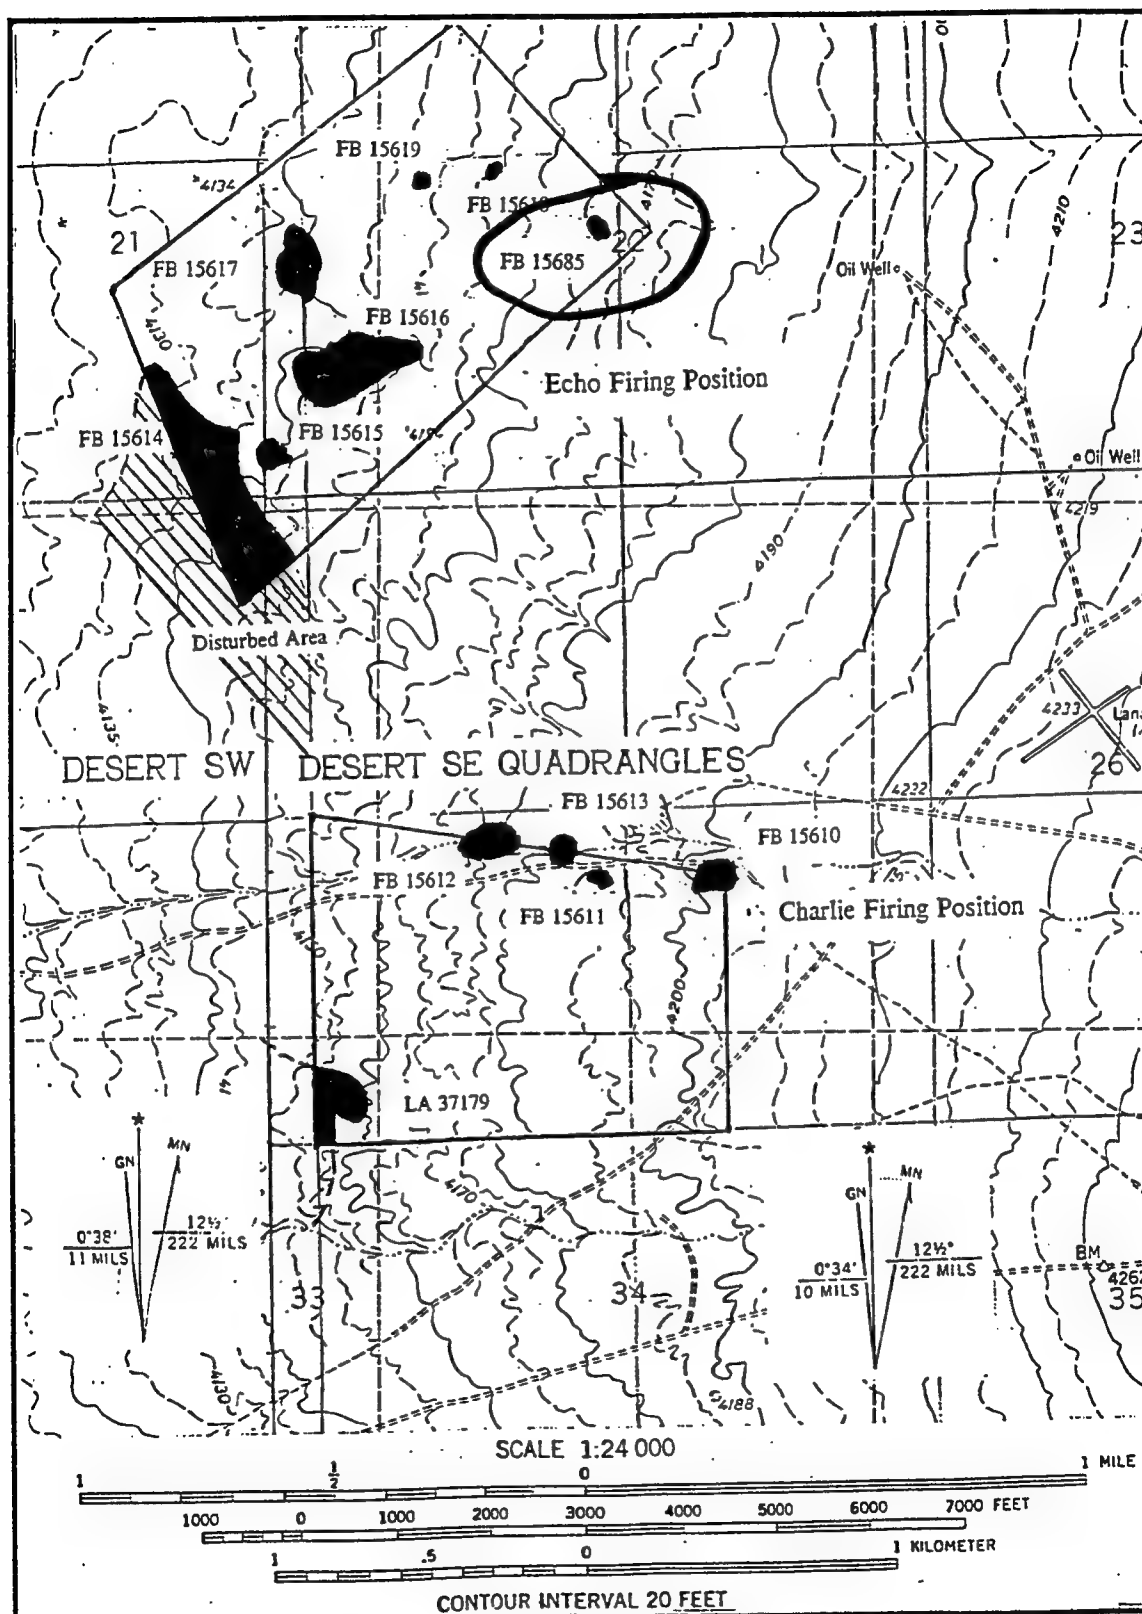 FB 15619
4134
FB 15618
4170
4210
21
22
23
FB 15617
FB 15685
Oil Well
4130
FB 15616
Echo Firing Position
FB 15614
FB 15615
Oil Well
4219
4190
Disturbed Area
4135
4233
26
DESERT SW DESERT SE QUADRANGLES
4232
FB 15613
FB 15610
FB 15612
FB 15611
Charlie Firing Position
4200
LA 37179
*
GN
MN
0°38'
11 MILS
12½°
222 MILS
4170
*
GN
MN
0°34'
10 MILS
12½°
222 MILS
BM
4262
33
34
35
4130
4188
SCALE 1:24 000
1 ½ 0 1 MILE
1000 0 1000 2000 3000 4000 5000 6000 7000 FEET
1 .5 0 1 KILOMETER
CONTOUR INTERVAL 20 FEET